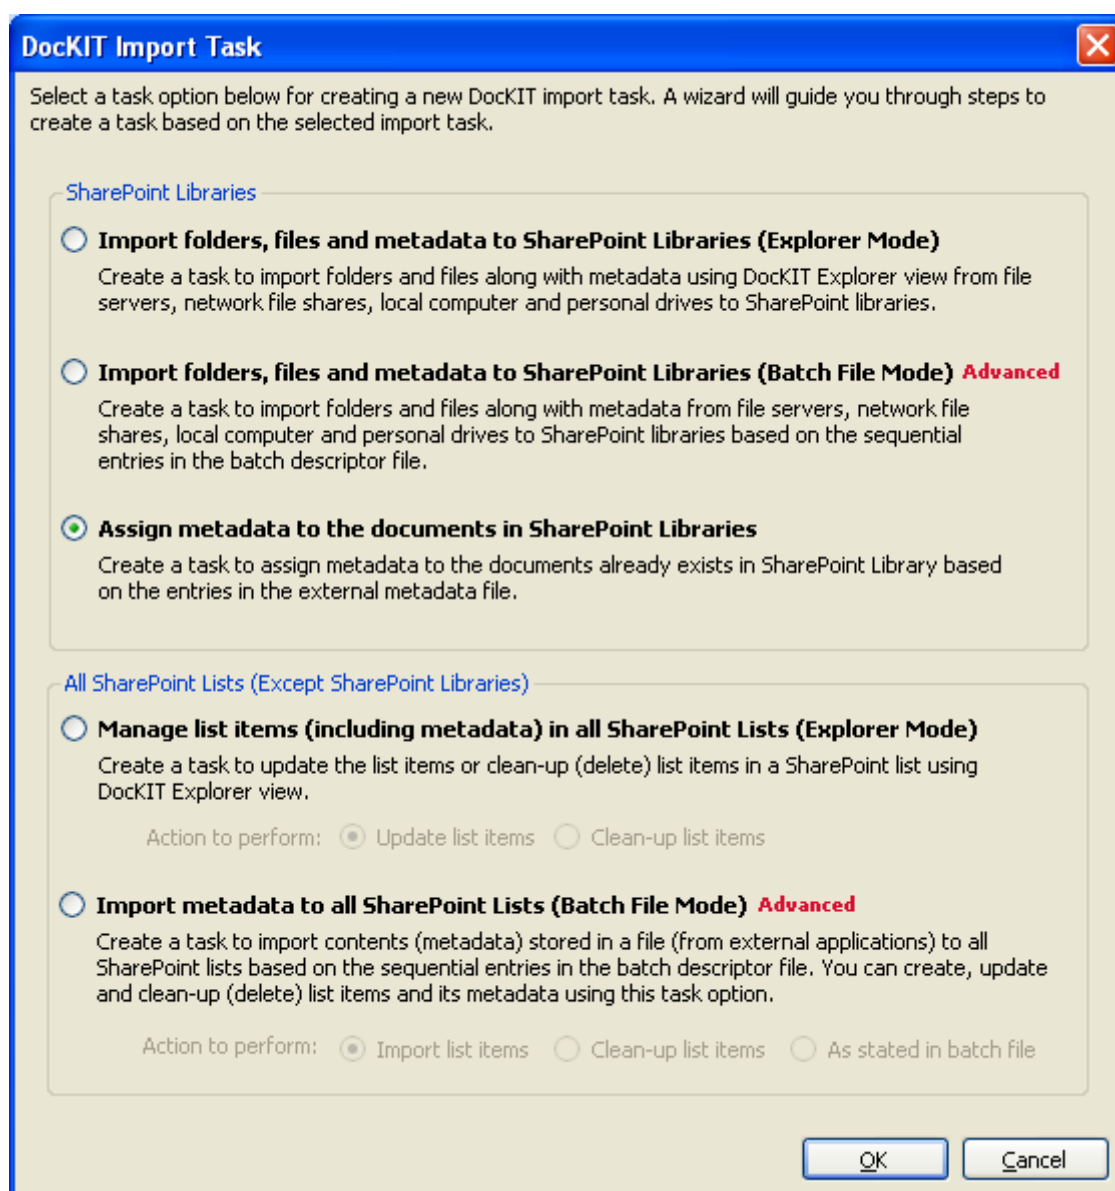 DocKIT Import Task
Select a task option below for creating a new DocKIT import task. A wizard will guide you through steps to
create a task based on the selected import task.
SharePoint Libraries
Import folders, files and metadata to SharePoint Libraries (Explorer Mode)
Create a task to import folders and files along with metadata using DocKIT Explorer view from file
servers, network file shares, local computer and personal drives to SharePoint libraries.
Import folders, files and metadata to SharePoint Libraries (Batch File Mode) Advanced
Create a task to import folders and files along with metadata from file servers, network file
shares, local computer and personal drives to SharePoint libraries based on the sequential
entries in the batch descriptor file.
Assign metadata to the documents in SharePoint Libraries
Create a task to assign metadata to the documents already exists in SharePoint Library based
on the entries in the external metadata file.
All SharePoint Lists (Except SharePoint Libraries)
Manage list items (including metadata) in all SharePoint Lists (Explorer Mode)
Create a task to update the list items or clean-up (delete) list items in a SharePoint list using
DocKIT Explorer view.
Action to perform: Update list items Clean-up list items
Import metadata to all SharePoint Lists (Batch File Mode) Advanced
Create a task to import contents (metadata) stored in a file (from external applications) to all
SharePoint lists based on the sequential entries in the batch descriptor file. You can create, update
and clean-up (delete) list items and its metadata using this task option.
Action to perform: Import list items Clean-up list items As stated in batch file
OK Cancel